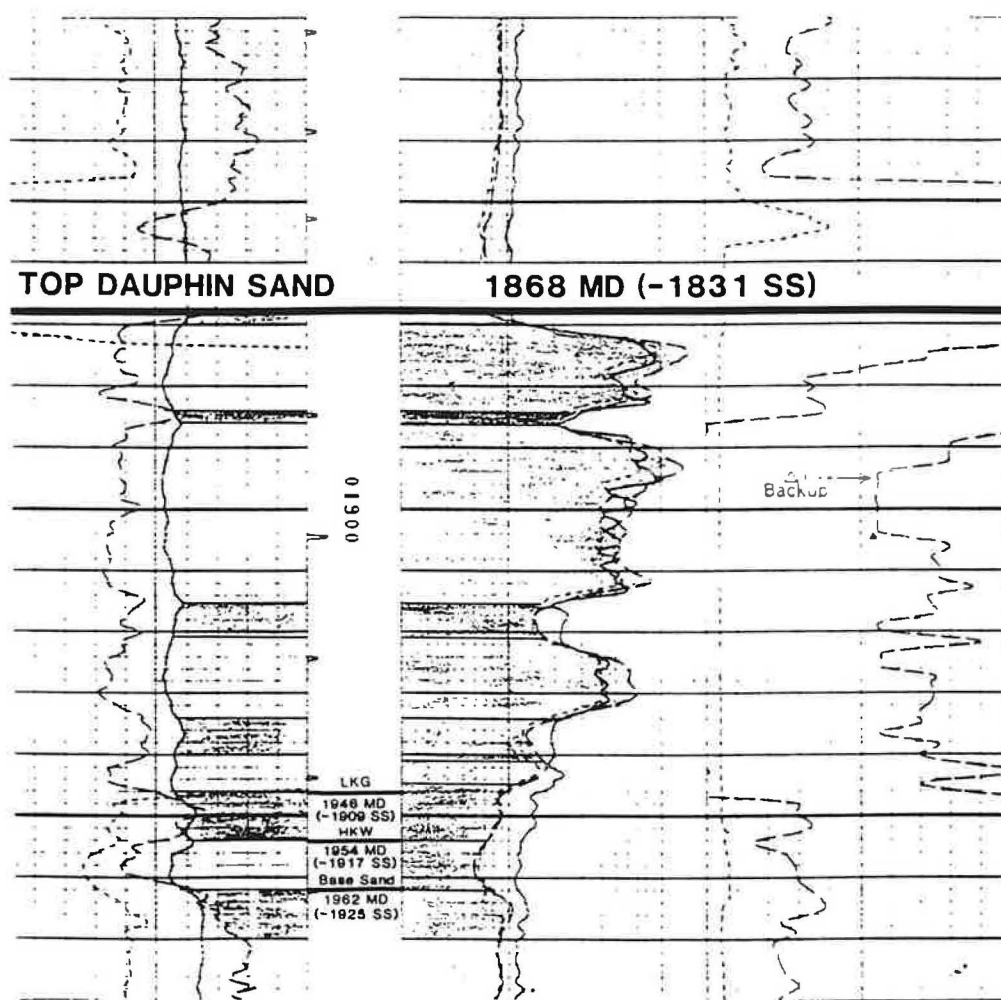 TOP DAUPHIN SAND 1868 MD (-1831 SS)
Backup
01900
LKG
1946 MD
(-1909 SS)
HKW
1954 MD
(-1917 SS)
Base Sand
1962 MD
(-1925 SS)